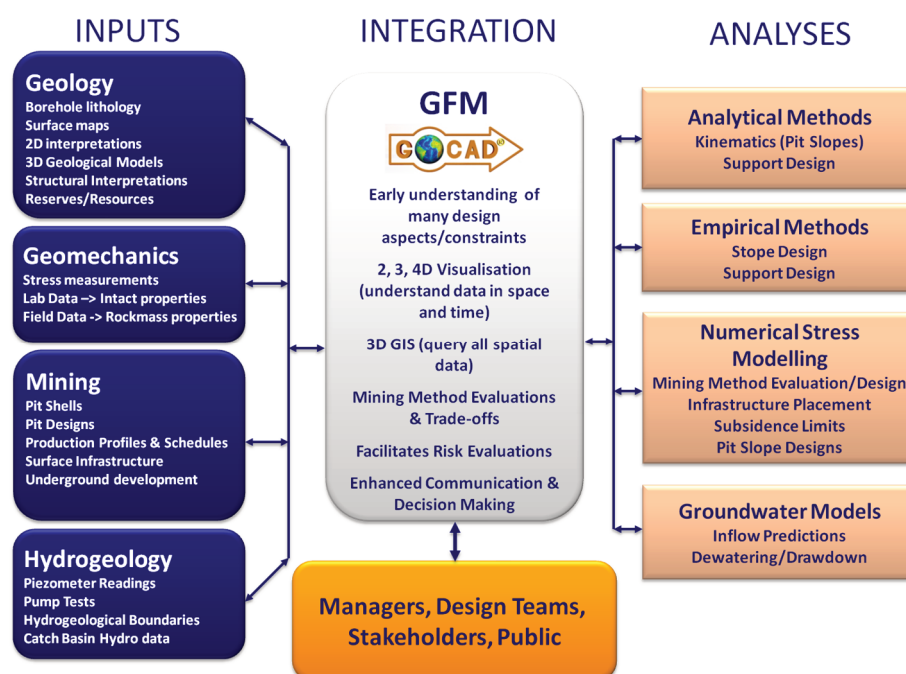 INPUTS
Geology
Borehole lithology
Surface maps
2D interpretations
3D Geological Models
Structural Interpretations
Reserves/Resources
Geomechanics
Stress measurements
Lab Data –> Intact properties
Field Data -> Rockmass properties
Mining
Pit Shells
Pit Designs
Production Profiles & Schedules
Surface Infrastructure
Underground development
Hydrogeology
Piezometer Readings
Pump Tests
Hydrogeological Boundaries
Catch Basin Hydro data
INTEGRATION
GFM
GOCAD®
Early understanding of
many design
aspects/constraints
2, 3, 4D Visualisation
(understand data in space
and time)
3D GIS (query all spatial
data)
Mining Method Evaluations
& Trade-offs
Facilitates Risk Evaluations
Enhanced Communication &
Decision Making
Managers, Design Teams,
Stakeholders, Public
ANALYSES
Analytical Methods
Kinematics (Pit Slopes)
Support Design
Empirical Methods
Stope Design
Support Design
Numerical Stress
Modelling
Mining Method Evaluation/Design
Infrastructure Placement
Subsidence Limits
Pit Slope Designs
Groundwater Models
Inflow Predictions
Dewatering/Drawdown